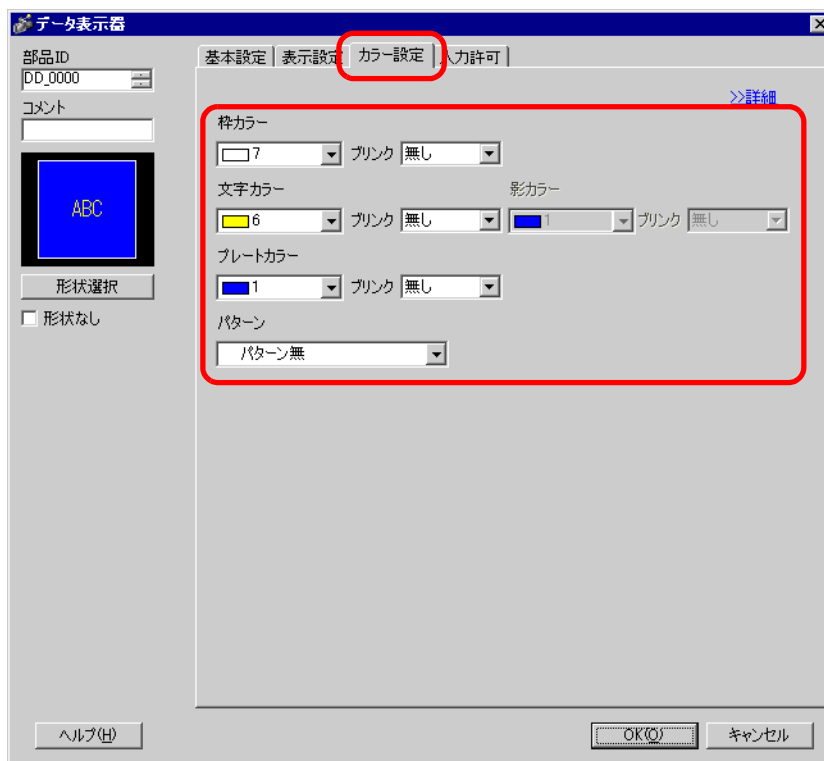 データ表示器
部品ID
DD_0000
コメント
ABC
形状選択
形状なし
基本設定 表示設定 カラー設定 入力許可
>>詳細
枠カラー
7 ブリンク 無し
文字カラー 影カラー
6 ブリンク 無し 1 ブリンク 無し
プレートカラー
1 ブリンク 無し
パターン
パターン無
ヘルプ(H) OK(O) キャンセル